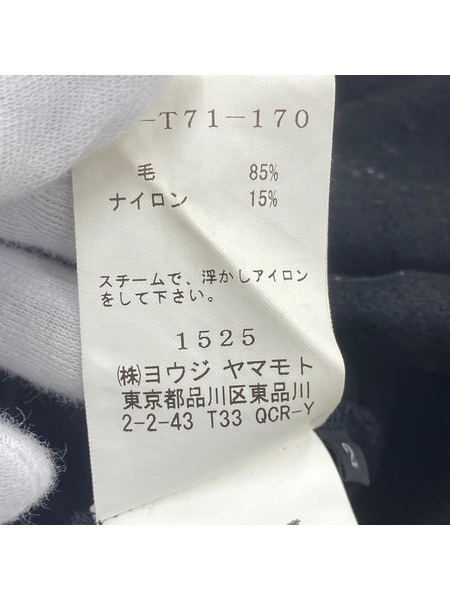 -T71-170
毛 85%
ナイロン 15%
スチームで、浮かしアイロン
をして下さい。
1525
㈱ヨウジ ヤマモト
東京都品川区東品川
2-2-43 T33 QCR-Y
2